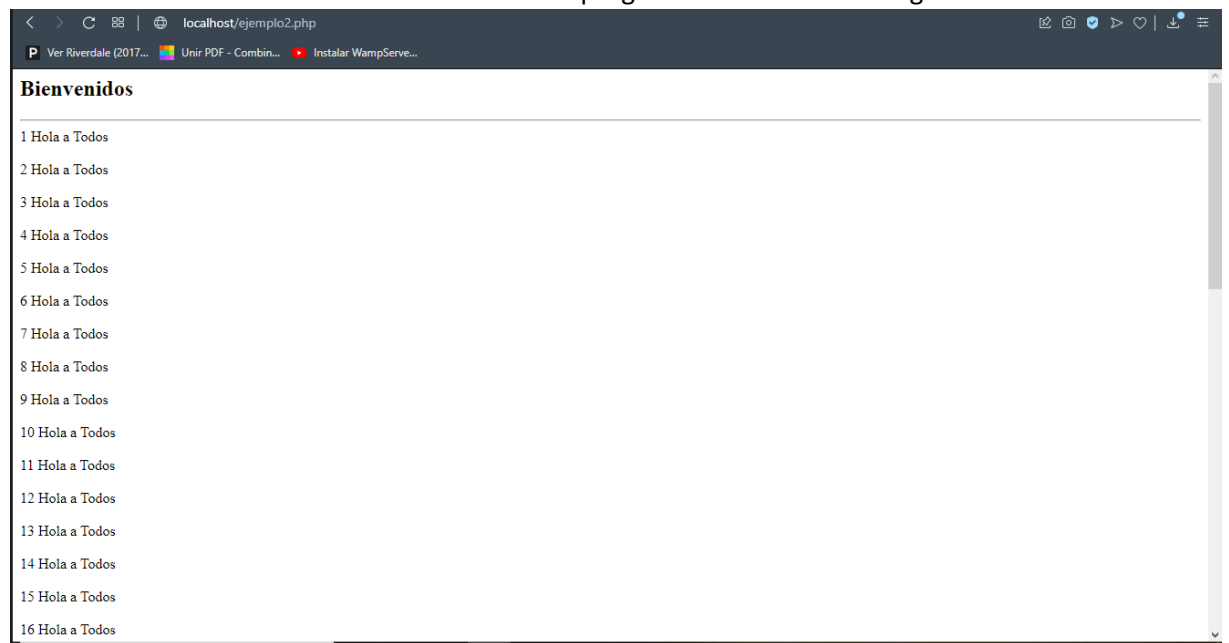 localhost/ejemplo2.php
Ver Riverdale (2017... Unir PDF - Combin... Instalar WampServe...
Bienvenidos
1 Hola a Todos
2 Hola a Todos
3 Hola a Todos
4 Hola a Todos
5 Hola a Todos
6 Hola a Todos
7 Hola a Todos
8 Hola a Todos
9 Hola a Todos
10 Hola a Todos
11 Hola a Todos
12 Hola a Todos
13 Hola a Todos
14 Hola a Todos
15 Hola a Todos
16 Hola a Todos